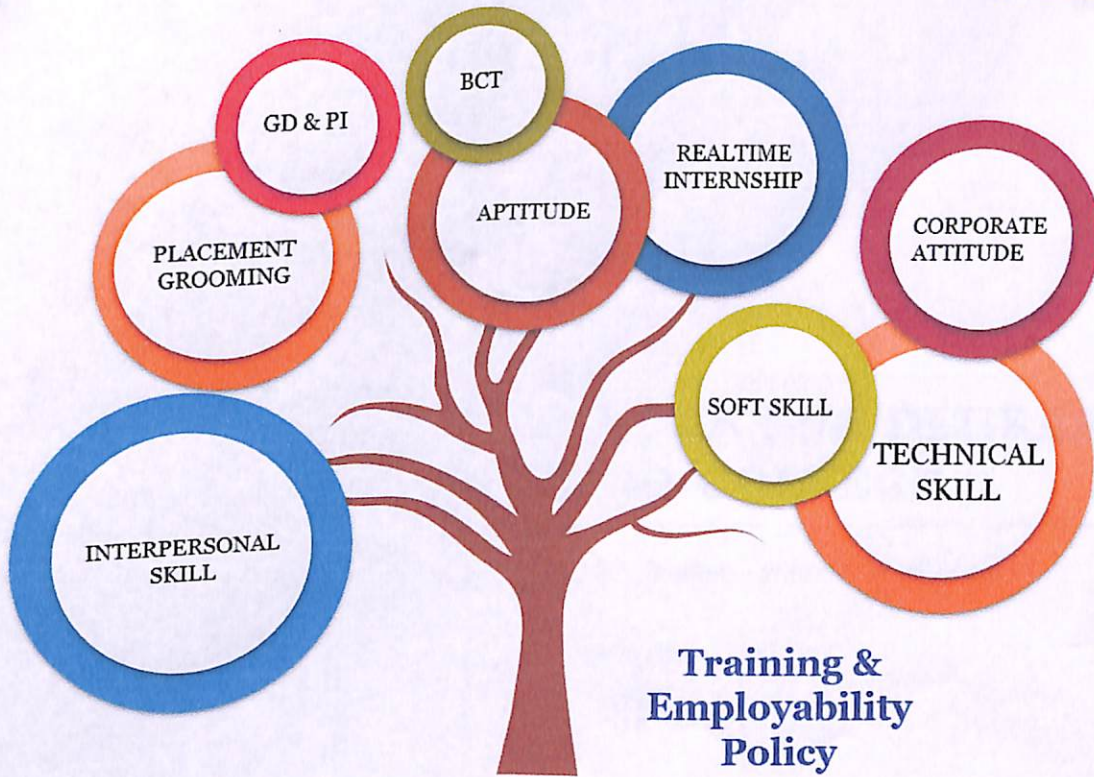 BCT
GD & PI
REALTIME
INTERNSHIP
APTITUDE
CORPORATE
ATTITUDE
PLACEMENT
GROOMING
SOFT SKILL
TECHNICAL
SKILL
INTERPERSONAL
SKILL
Training &
Employability
Policy